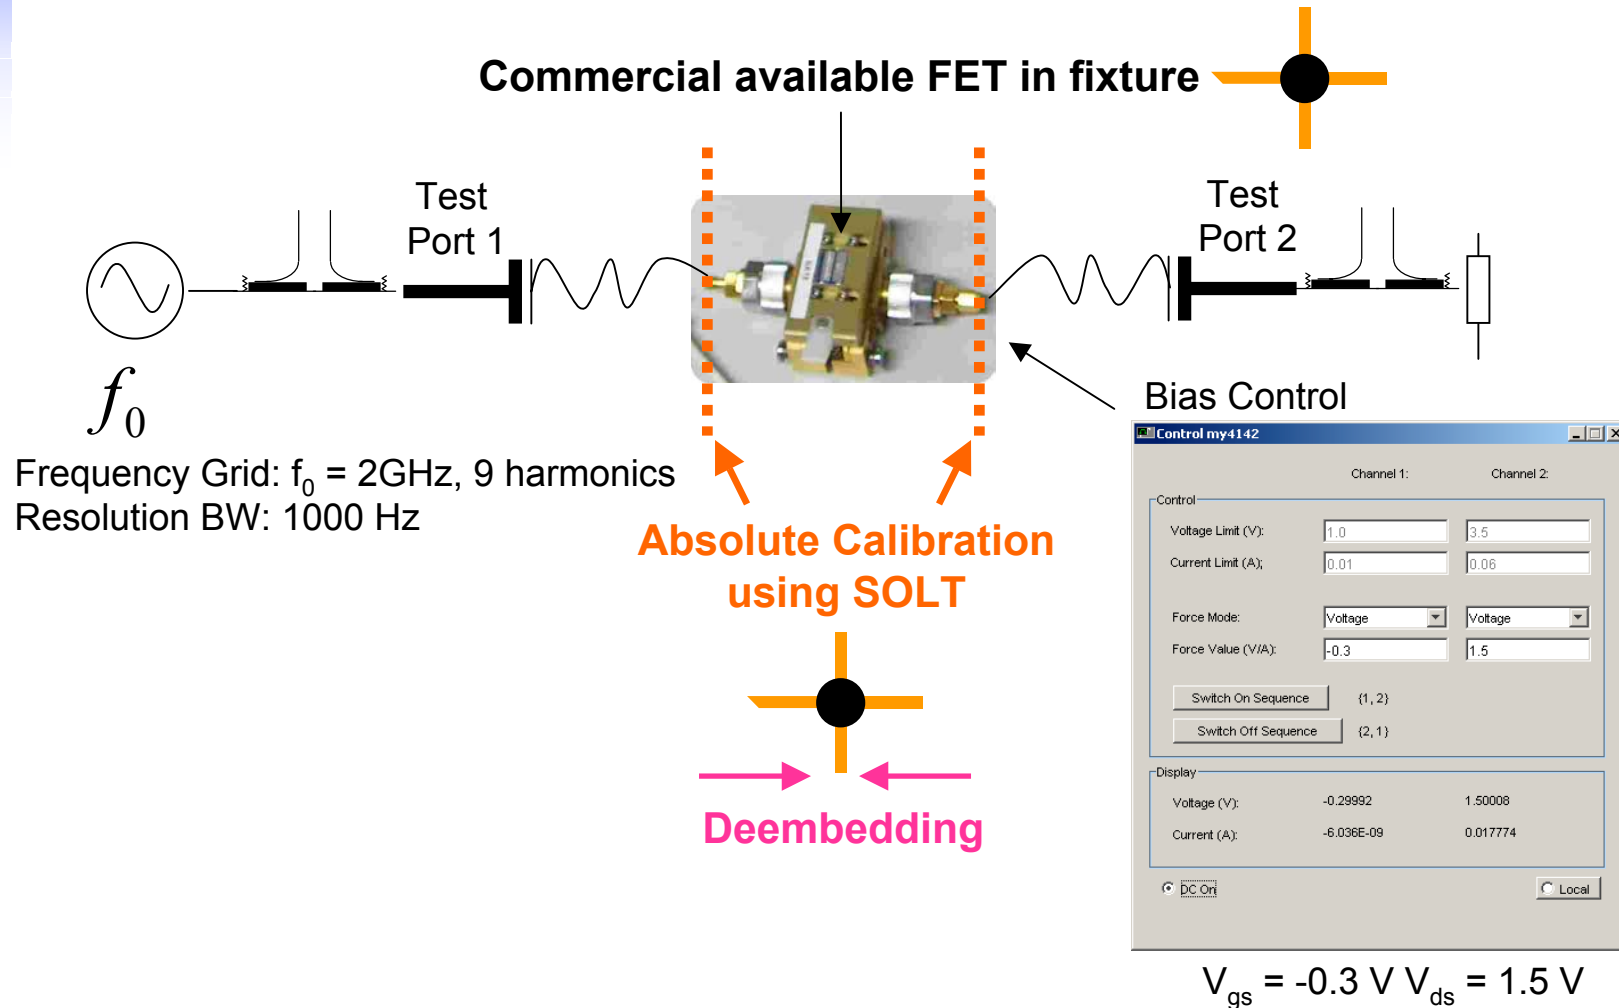 Commercial available FET in fixture
Test
Port 1
Test
Port 2
f0
Frequency Grid: f0 = 2GHz, 9 harmonics
Resolution BW: 1000 Hz
Absolute Calibration
using SOLT
Deembedding
Bias Control
Control my4142
Channel 1: Channel 2:
Control
Voltage Limit (V): 1.0 3.5
Current Limit (A); 0.01 0.06
Force Mode: Voltage Voltage
Force Value (V/A): -0.3 1.5
Switch On Sequence {1, 2}
Switch Off Sequence {2, 1}
Display
Voltage (V): -0.29992 1.50008
Current (A): -6.036E-09 0.017774
DC On Local
Vgs = -0.3 V Vds = 1.5 V